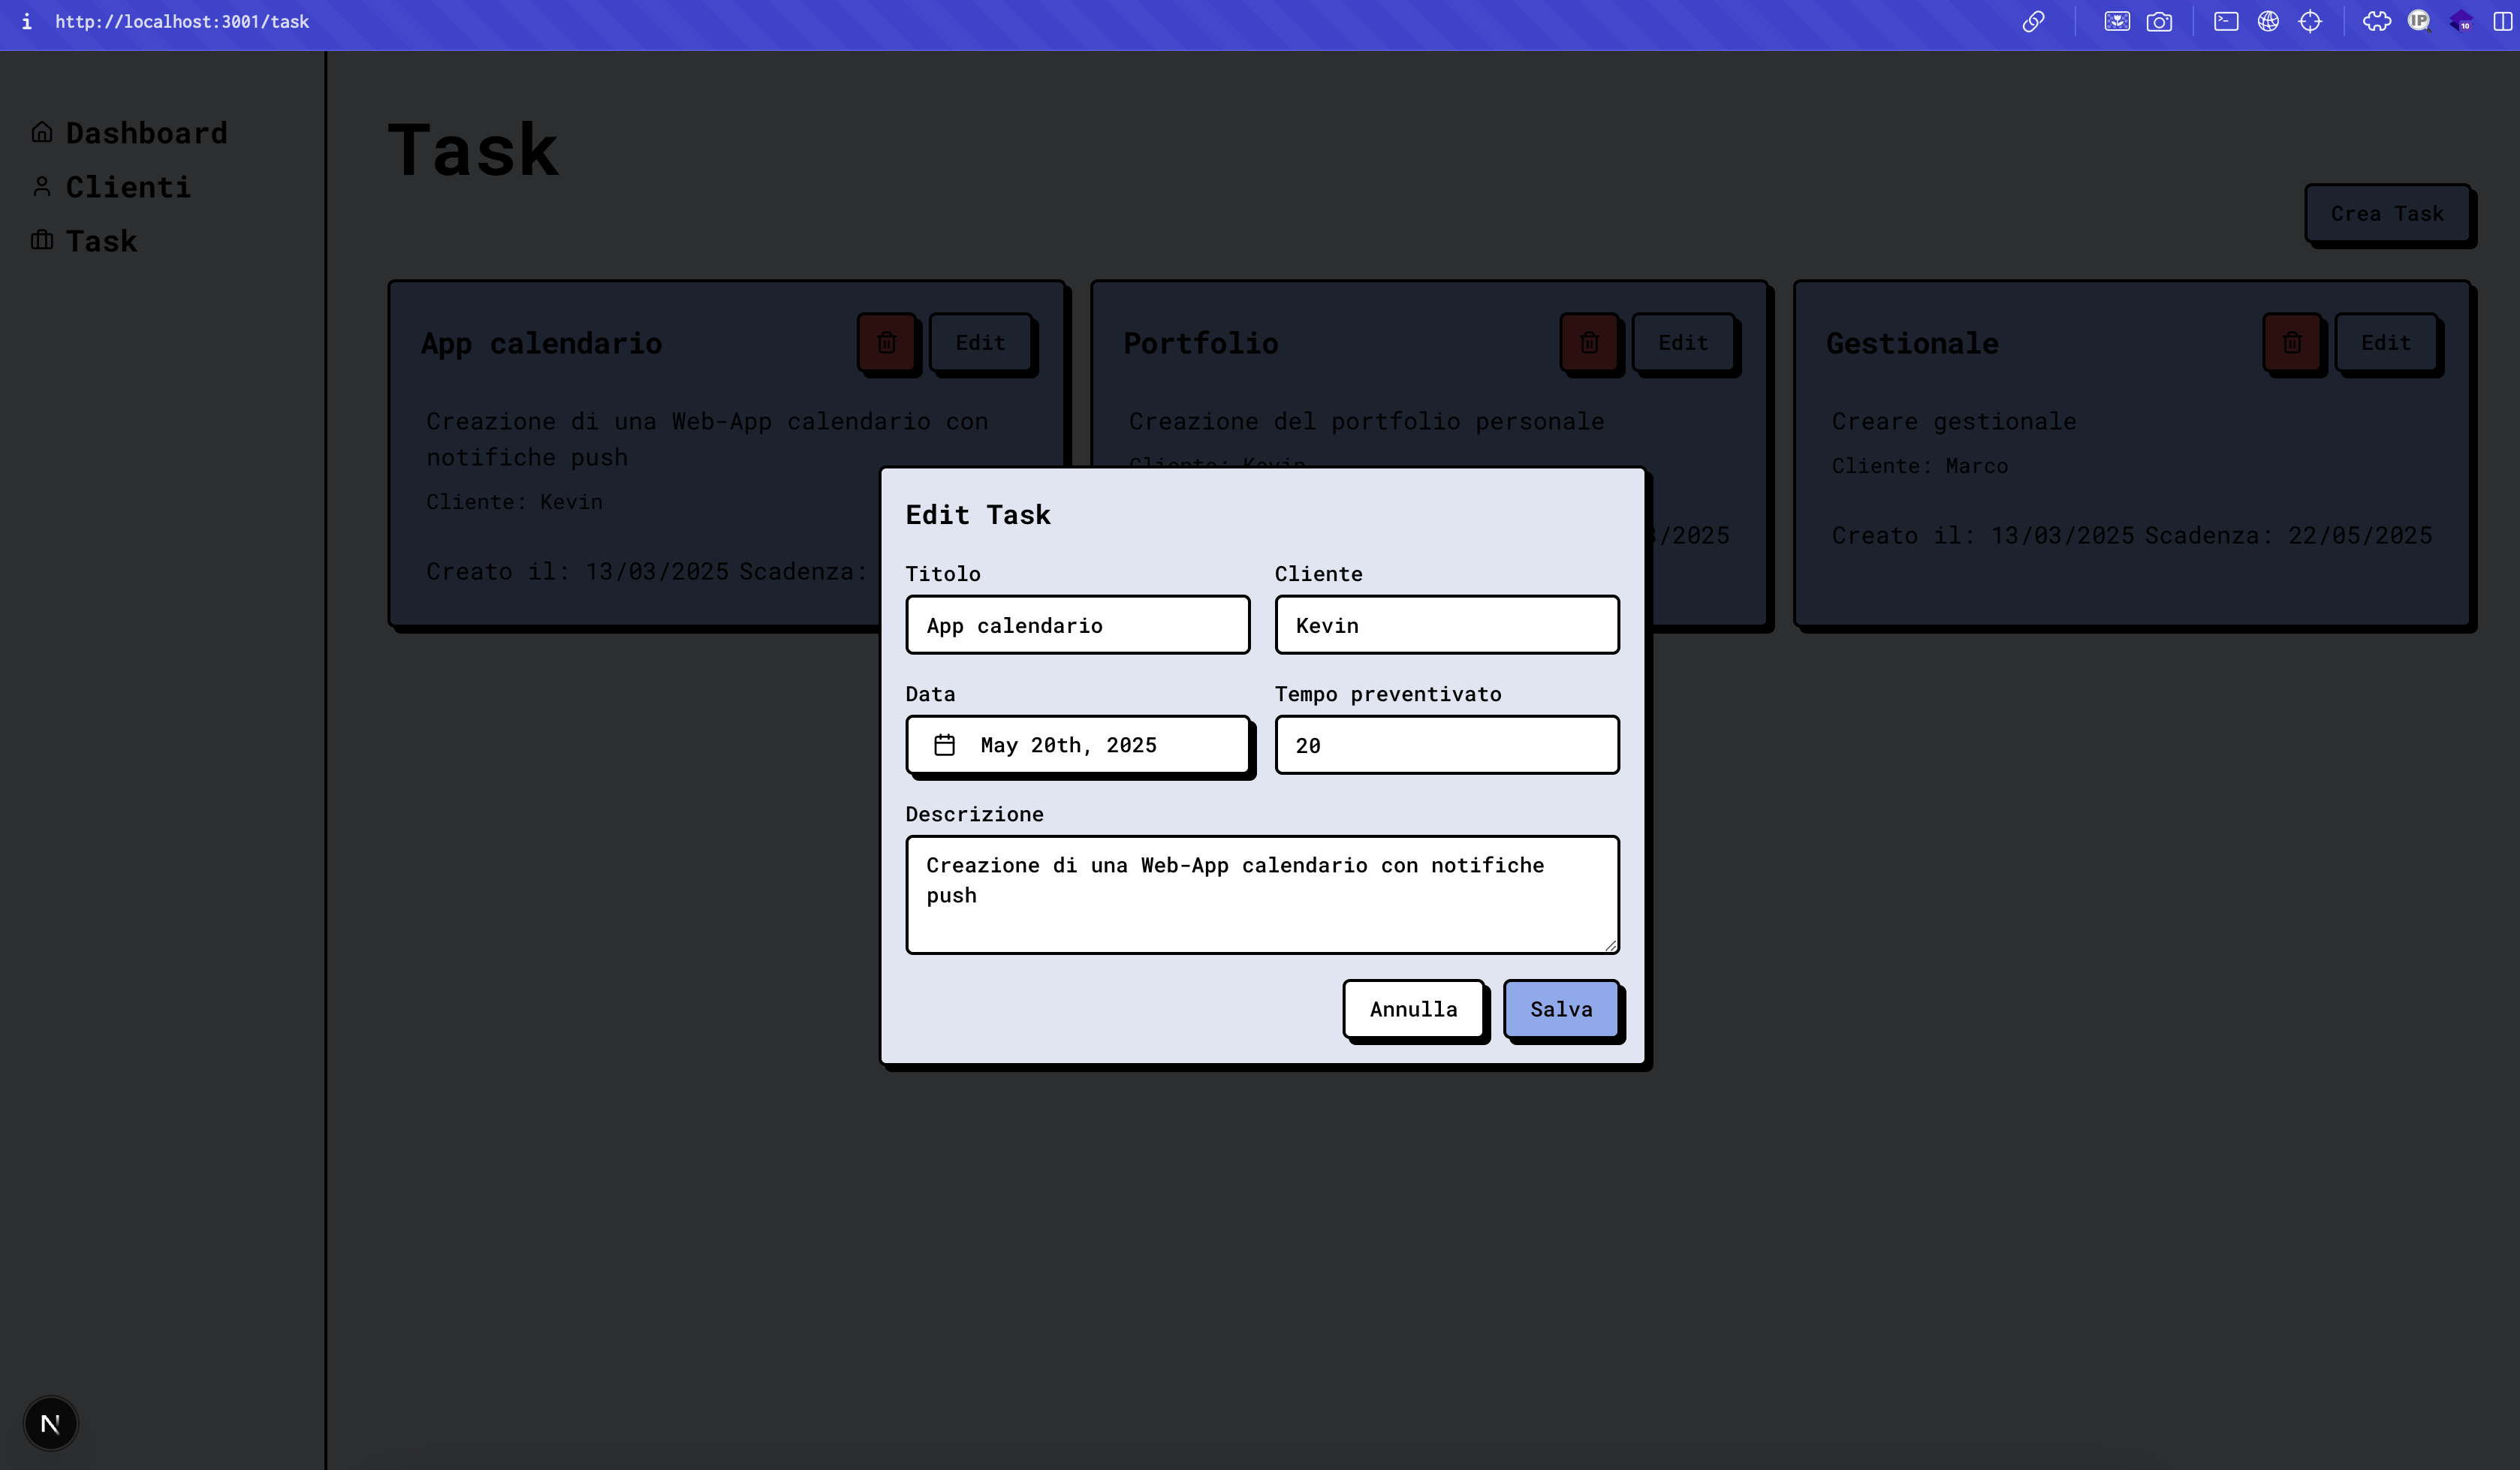 http://localhost:3001/task
10
IP
Dashboard
Clienti
Task
Task
Crea Task
App calendario
Edit
Creazione di una Web-App calendario con
notifiche push
Cliente: Kevin
Creato il: 13/03/2025 Scadenza:
Portfolio
Edit
Creazione del portfolio personale
Cliente: Kevin
/2025
Gestionale
Edit
Creare gestionale
Cliente: Marco
Creato il: 13/03/2025 Scadenza: 22/05/2025
Edit Task
Titolo
App calendario
Cliente
Kevin
Data
May 20th, 2025
Tempo preventivato
20
Descrizione
Creazione di una Web-App calendario con notifiche
push
Annulla
Salva
N